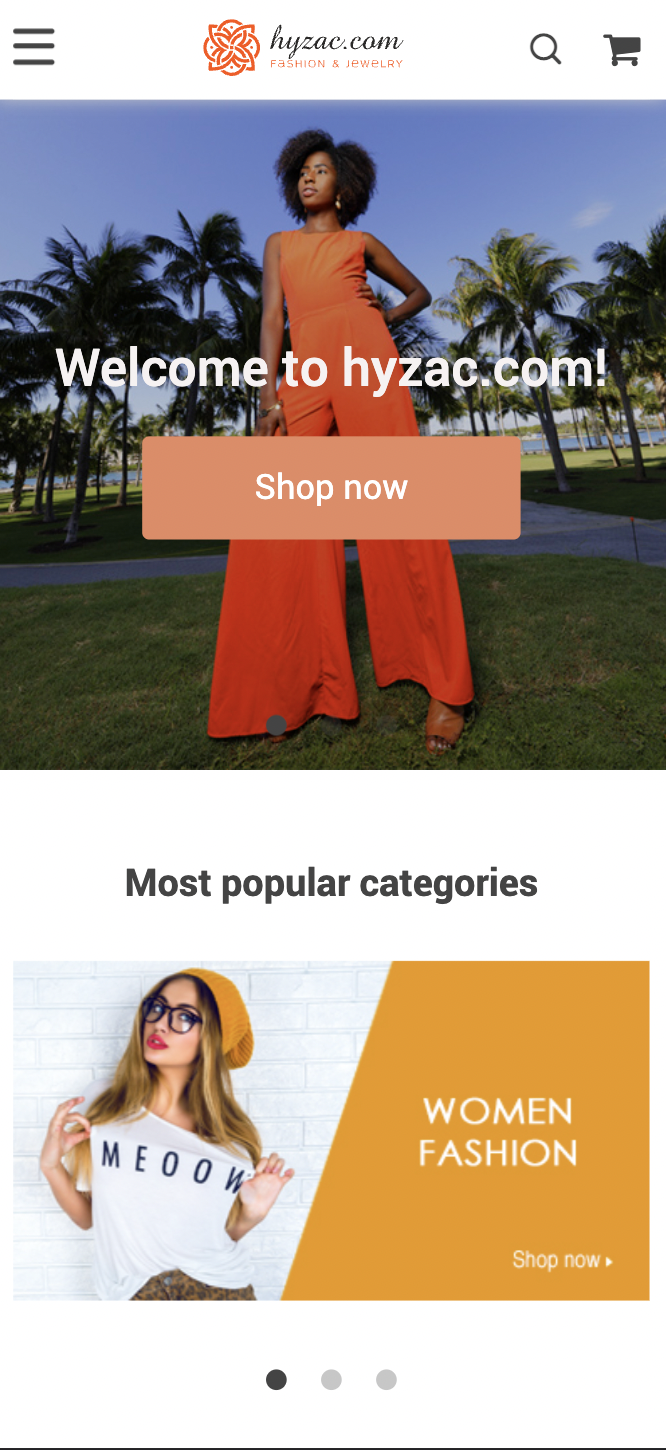 hyzac.com
FASHION & JEWELRY
Welcome to hyzac.com!
Shop now
Most popular categories
MEOOW
WOMEN
FASHION
Shop now